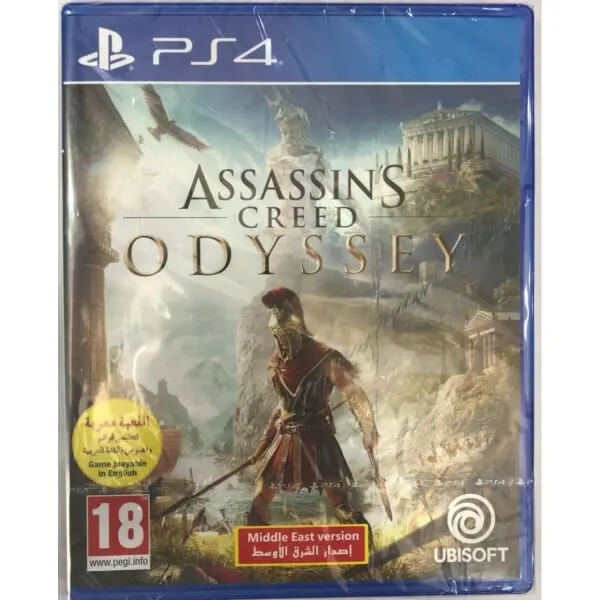 PS4
ASSASSIN'S
CREED
ODYSSEY
اللعبة معربة
Game playable
in English
18
www.pegi.info
Middle East version
إصدار الشرق الأوسط
UBISOFT